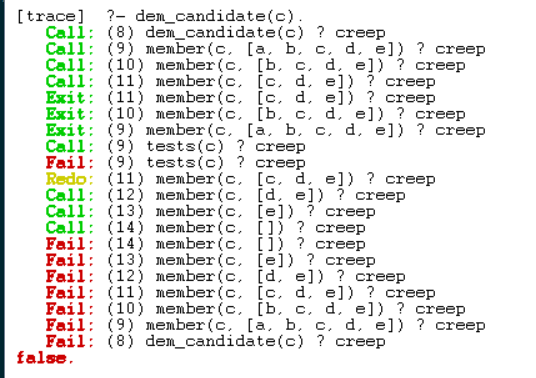 [trace]  ?- dem_candidate(c).
   Call: (8) dem_candidate(c) ? creep
   Call: (9) member(c, [a, b, c, d, e]) ? creep
   Call: (10) member(c, [b, c, d, e]) ? creep
   Call: (11) member(c, [c, d, e]) ? creep
   Exit: (11) member(c, [c, d, e]) ? creep
   Exit: (10) member(c, [b, c, d, e]) ? creep
   Exit: (9) member(c, [a, b, c, d, e]) ? creep
   Call: (9) tests(c) ? creep
   Fail: (9) tests(c) ? creep
   Redo: (11) member(c, [c, d, e]) ? creep
   Call: (12) member(c, [d, e]) ? creep
   Call: (13) member(c, [e]) ? creep
   Call: (14) member(c, []) ? creep
   Fail: (14) member(c, []) ? creep
   Fail: (13) member(c, [e]) ? creep
   Fail: (12) member(c, [d, e]) ? creep
   Fail: (11) member(c, [c, d, e]) ? creep
   Fail: (10) member(c, [b, c, d, e]) ? creep
   Fail: (9) member(c, [a, b, c, d, e]) ? creep
   Fail: (8) dem_candidate(c) ? creep
false.